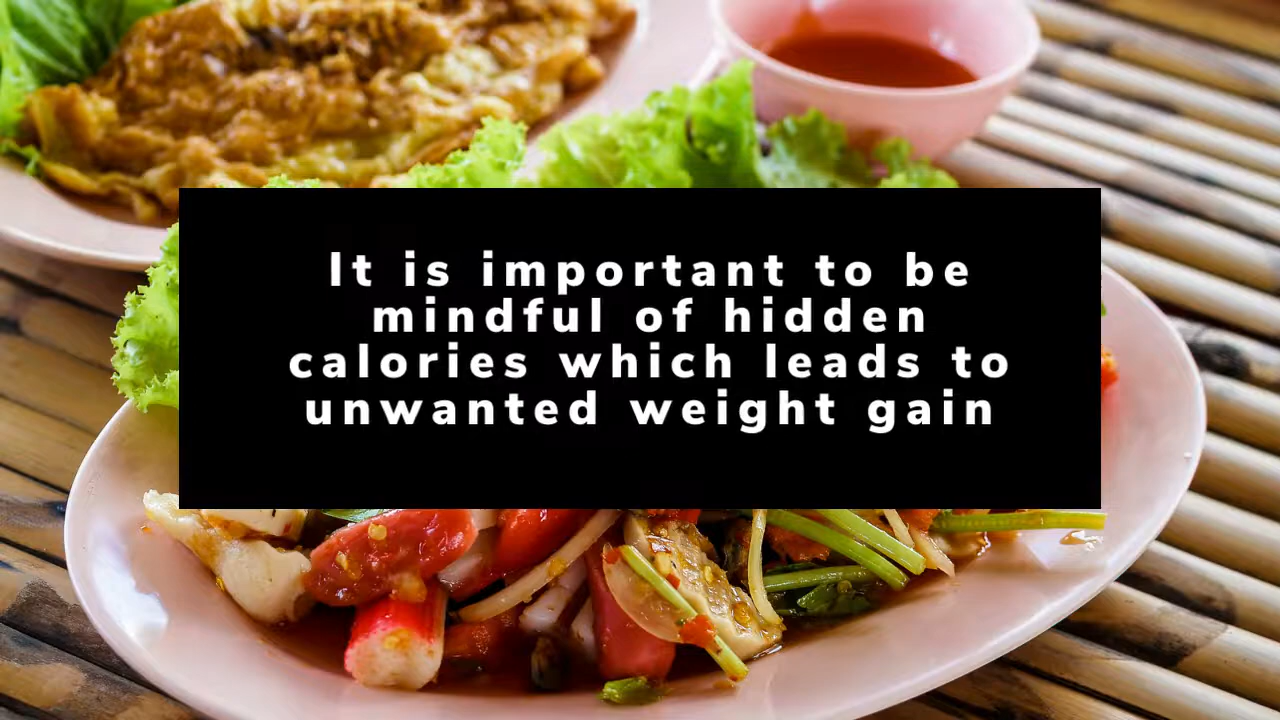 It is important to be
mindful of hidden
calories which leads to
unwanted weight gain